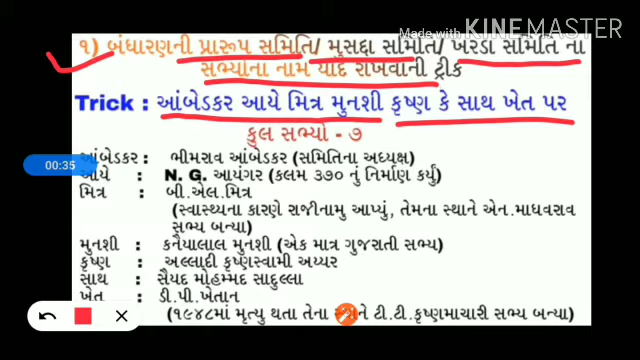 Made with KINEMASTER
૧) બંધારણની પ્રારૂપ સમિતિ/ મુસદ્દા સમિતિ/ ખરડા સમિતિ ના
સભ્યોના નામ યાદ રાખવાની ટ્રીક
Trick : આંબેડકર આયે મિત્ર મુનશી કૃષ્ણ કે સાથ ખેત પર
કુલ સભ્યો - ૭
આંબેડકર : ભીમરાવ આંબેડકર (સમિતિના અધ્યક્ષ)
00:35
આયે : N. G. આયંગર (કલમ ૩૭૦ નું નિર્માણ કર્યું)
મિત્ર : બી.એલ.મિત્ર
(સ્વાસ્થ્યના કારણે રાજીનામુ આપ્યું, તેમના સ્થાને એન.માધવરાવ
સભ્ય બન્યા)
મુનશી : કનૈયાલાલ મુનશી (એક માત્ર ગુજરાતી સભ્ય)
કૃષ્ણ : અલ્લાદી કૃષ્ણસ્વામી અય્યર
સાથ : સૈયદ મોહમ્મદ સાદુલ્લા
ખેત : ડી.પી.ખેતાન
(૧૯૪૮માં મૃત્યુ થતા તેના ટી.ટી.કૃષ્ણમાચારી સભ્ય બન્યા)